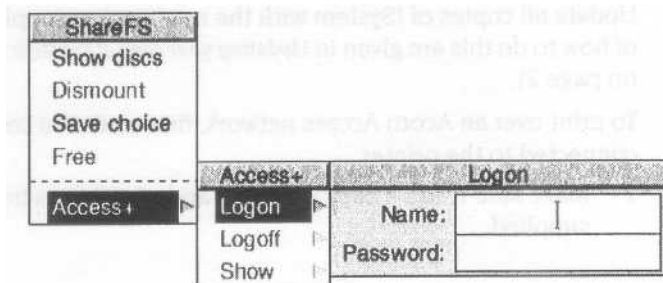 ShareFS
Show discs
Dismount
Save choice
Free
Access+
Access+
Logon
Logoff
Show
Logon
Name:
Password: